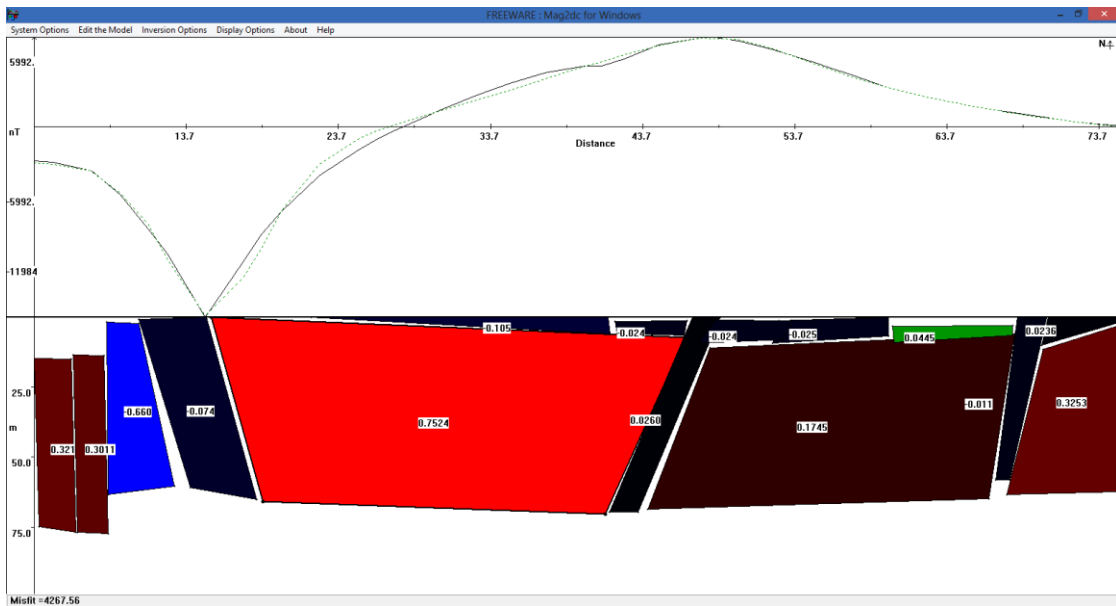 FREEWARE : Mag2dc for Windows
System Options Edit the Model Inversion Options Display Options About Help
N
5992.
nT
13.7 23.7 33.7 43.7 53.7 63.7 73.7
Distance
5992.
-11984
-0.105 -0.024 -0.024 -0.025 0.0445 0.0236
25.0
-0.660 -0.074 0.7524 0.0260 0.1745 -0.011 0.3253
m
0.321 0.3011
50.0
75.0
Misfit =4267.56